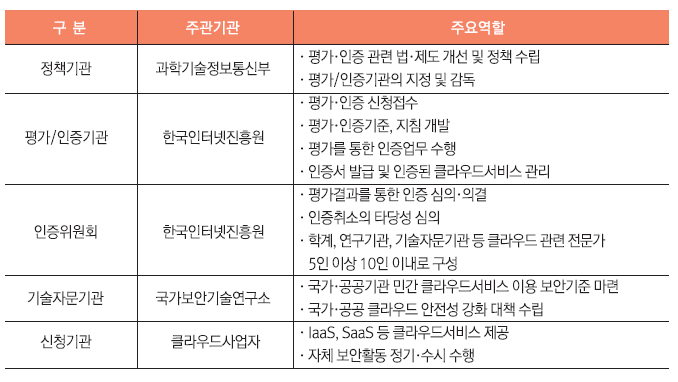 구 분 주관기관 주요역할
정책기관 과학기술정보통신부 · 평가·인증 관련 법·제도 개선 및 정책 수립
· 평가/인증기관의 지정 및 감독
평가/인증기관 한국인터넷진흥원 · 평가·인증 신청접수
· 평가·인증기준, 지침 개발
· 평가를 통한 인증업무 수행
· 인증서 발급 및 인증된 클라우드서비스 관리
인증위원회 한국인터넷진흥원 · 평가결과를 통한 인증 심의·의결
· 인증취소의 타당성 심의
· 학계, 연구기관, 기술자문기관 등 클라우드 관련 전문가
5인 이상 10인 이내로 구성
기술자문기관 국가보안기술연구소 · 국가·공공기관 민간 클라우드서비스 이용 보안기준 마련
· 국가·공공 클라우드 안전성 강화 대책 수립
신청기관 클라우드사업자 · IaaS, SaaS 등 클라우드서비스 제공
· 자체 보안활동 정기·수시 수행